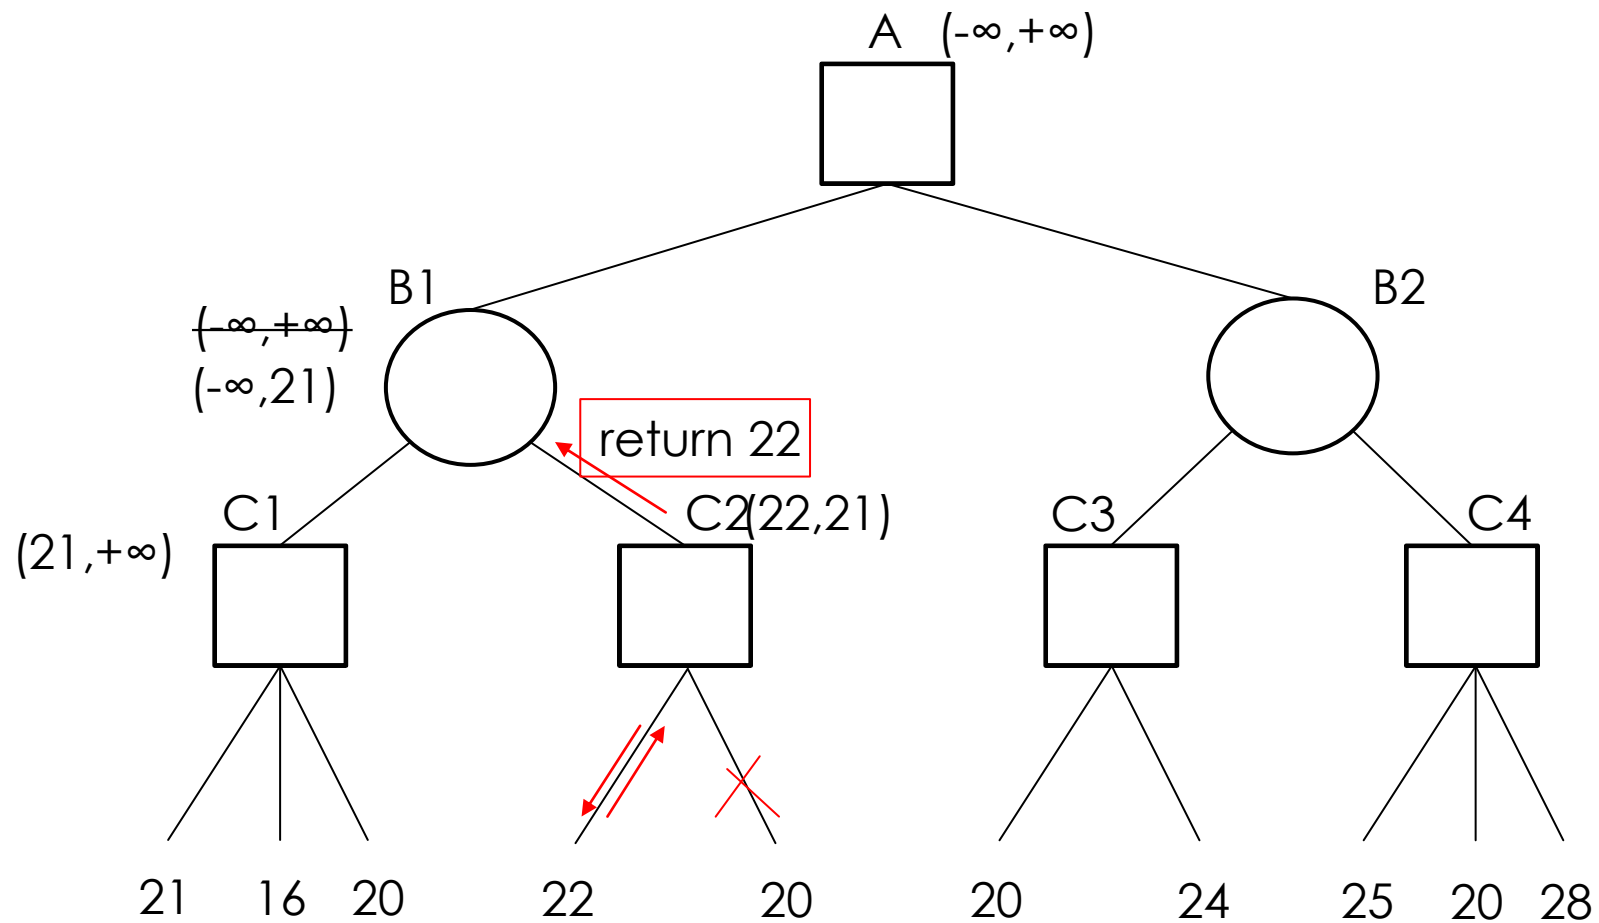 A (-∞,+∞)
B1
B2
(-∞,+∞)
(-∞,21)
return 22
C1
C2(22,21)
C3
C4
(21,+∞)
21 16 20 22 20 20 24 25 20 28